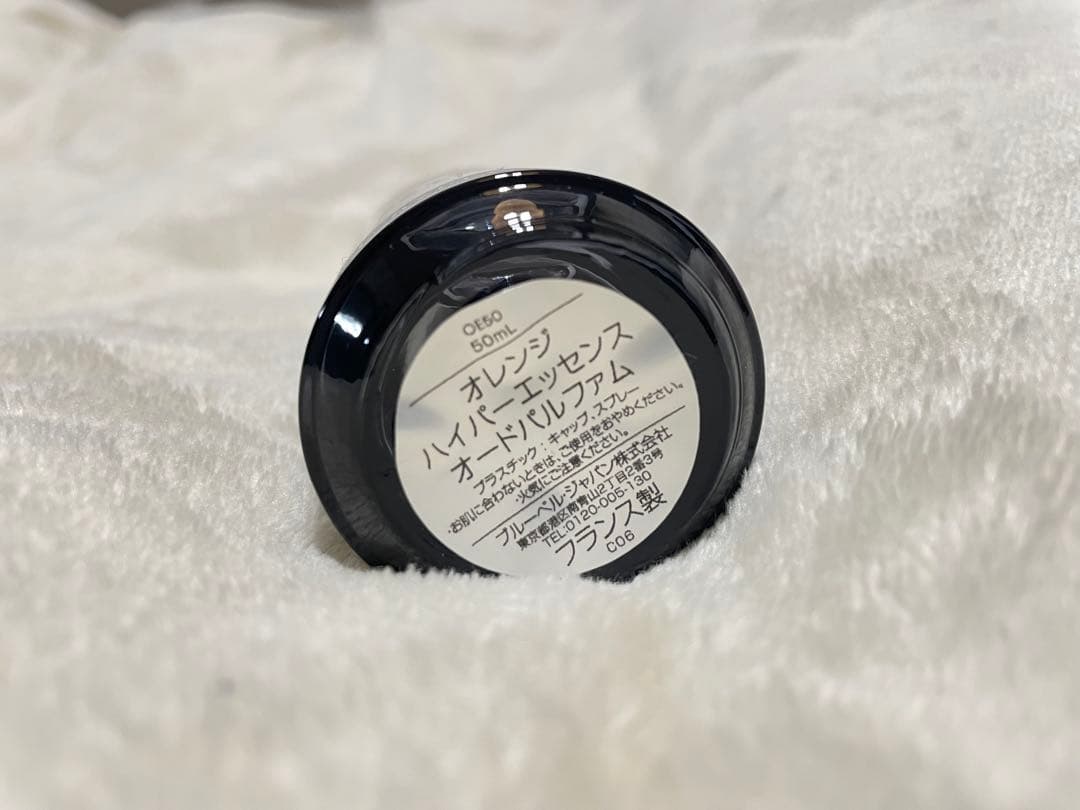 OE50
50mL
オレンジ
ハイパーエッセンス
オードパルファム
プラスチック：キャップ、スプレー
・お肌に合わないときは、ご使用をおやめください。
・火気にご注意ください。
ブルーベル・ジャパン株式会社
東京都港区南青山2丁目2番3号
TEL:0120-005-130
フランス製
C06